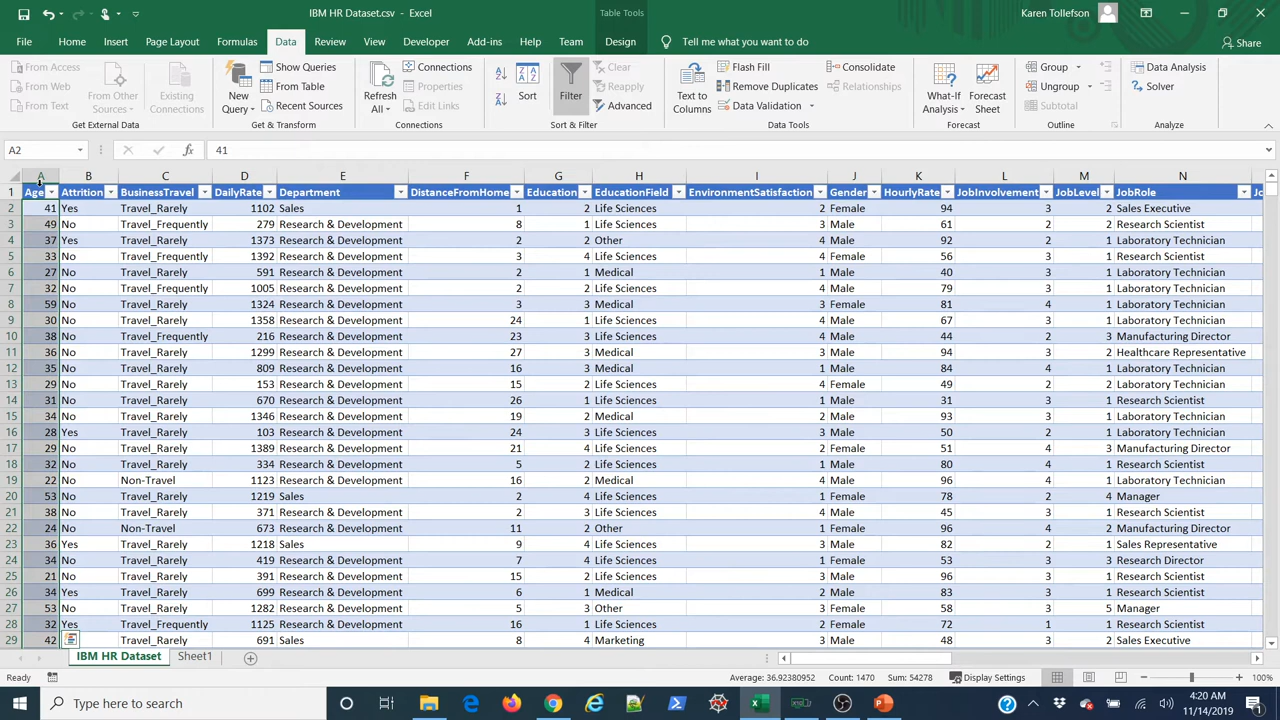 IBM HR Dataset.csv - Excel
Table Tools
Karen Tollefson
File Home Insert Page Layout Formulas Data Review View Developer Add-ins Help Team Design Tell me what you want to do Share
From Access
From Web
From Text
From Other Sources
Existing Connections
Get External Data
New Query
Show Queries
From Table
Recent Sources
Get & Transform
Refresh All
Connections
Properties
Edit Links
Connections
Sort
Filter
Clear
Reapply
Advanced
Sort & Filter
Text to Columns
Flash Fill
Remove Duplicates
Data Validation
Consolidate
Relationships
Data Tools
What-If Analysis
Forecast Sheet
Forecast
Group
Ungroup
Subtotal
Outline
Data Analysis
Solver
Analyze
A2 fx 41
A B C D E F G H I J K L M N
1 Age Attrition BusinessTravel DailyRate Department DistanceFromHome Education EducationField EnvironmentSatisfaction Gender HourlyRate JobInvolvement JobLevel JobRole
2 41 Yes Travel_Rarely 1102 Sales 1 2 Life Sciences 2 Female 94 3 2 Sales Executive
3 49 No Travel_Frequently 279 Research & Development 8 1 Life Sciences 3 Male 61 2 2 Research Scientist
4 37 Yes Travel_Rarely 1373 Research & Development 2 2 Other 4 Male 92 2 1 Laboratory Technician
5 33 No Travel_Frequently 1392 Research & Development 3 4 Life Sciences 4 Female 56 3 1 Research Scientist
6 27 No Travel_Rarely 591 Research & Development 2 1 Medical 1 Male 40 3 1 Laboratory Technician
7 32 No Travel_Frequently 1005 Research & Development 2 2 Life Sciences 4 Male 79 3 1 Laboratory Technician
8 59 No Travel_Rarely 1324 Research & Development 3 3 Medical 3 Female 81 4 1 Laboratory Technician
9 30 No Travel_Rarely 1358 Research & Development 24 1 Life Sciences 4 Male 67 3 1 Laboratory Technician
10 38 No Travel_Frequently 216 Research & Development 23 3 Life Sciences 4 Male 44 2 3 Manufacturing Director
11 36 No Travel_Rarely 1299 Research & Development 27 3 Medical 3 Male 94 3 2 Healthcare Representative
12 35 No Travel_Rarely 809 Research & Development 16 3 Medical 1 Male 84 4 1 Laboratory Technician
13 29 No Travel_Rarely 153 Research & Development 15 2 Life Sciences 4 Female 49 2 2 Laboratory Technician
14 31 No Travel_Rarely 670 Research & Development 26 1 Life Sciences 1 Male 31 3 1 Research Scientist
15 34 No Travel_Rarely 1346 Research & Development 19 2 Medical 2 Male 93 3 1 Laboratory Technician
16 28 Yes Travel_Rarely 103 Research & Development 24 3 Life Sciences 3 Male 50 2 1 Laboratory Technician
17 29 No Travel_Rarely 1389 Research & Development 21 4 Life Sciences 2 Female 51 4 3 Manufacturing Director
18 32 No Travel_Rarely 334 Research & Development 5 2 Life Sciences 1 Male 80 4 1 Research Scientist
19 22 No Non-Travel 1123 Research & Development 16 2 Medical 4 Male 96 4 1 Laboratory Technician
20 53 No Travel_Rarely 1219 Sales 2 4 Life Sciences 1 Female 78 2 4 Manager
21 38 No Travel_Rarely 371 Research & Development 2 3 Life Sciences 4 Male 45 3 1 Research Scientist
22 24 No Non-Travel 673 Research & Development 11 2 Other 1 Female 96 4 2 Manufacturing Director
23 36 Yes Travel_Rarely 1218 Sales 9 4 Life Sciences 3 Male 82 2 1 Sales Representative
24 34 No Travel_Rarely 419 Research & Development 7 4 Life Sciences 1 Female 53 3 3 Research Director
25 21 No Travel_Rarely 391 Research & Development 15 2 Life Sciences 3 Male 96 3 1 Research Scientist
26 34 Yes Travel_Rarely 699 Research & Development 6 1 Medical 2 Male 83 3 1 Research Scientist
27 53 No Travel_Rarely 1282 Research & Development 5 3 Other 3 Female 58 3 5 Manager
28 32 Yes Travel_Frequently 1125 Research & Development 16 1 Life Sciences 2 Female 72 1 1 Research Scientist
29 42 Travel_Rarely 691 Sales 8 4 Marketing 3 Male 48 3 2 Sales Executive
IBM HR Dataset Sheet1
Ready Average: 36.92380952 Count: 1470 Sum: 54278 Display Settings 100%
Type here to search
4:20 AM
11/14/2019